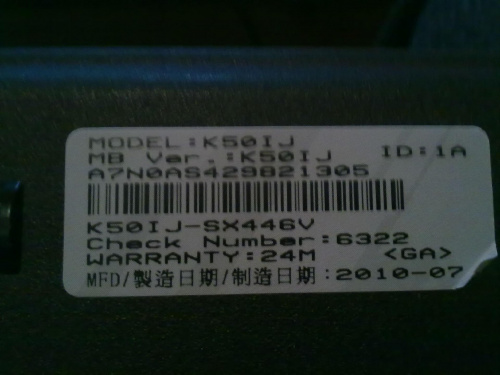 MODEL:K50IJ
MB Ver.:K50IJ ID:1A
A7N0AS429821305
K50IJ-SX446V
Check Number:6322
WARRANTY:24M <GA>
MFD/製造日期/制造日期:2010-07